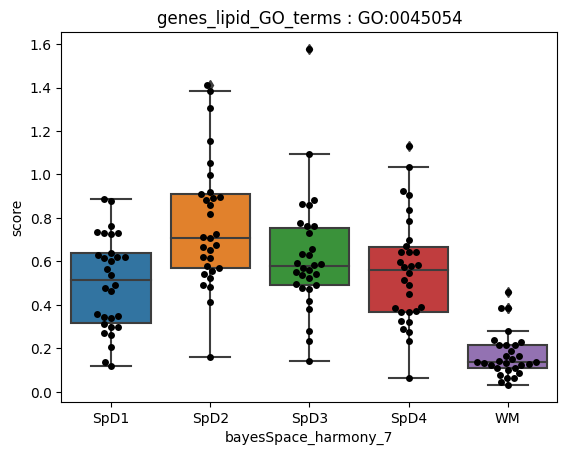 genes_lipid_GO_terms : GO:0045054
1.6
1.4
1.2
1.0
0.8
0.6
0.4
0.2
0.0
score
SpD1 SpD2 SpD3 SpD4 WM
bayesSpace_harmony_7